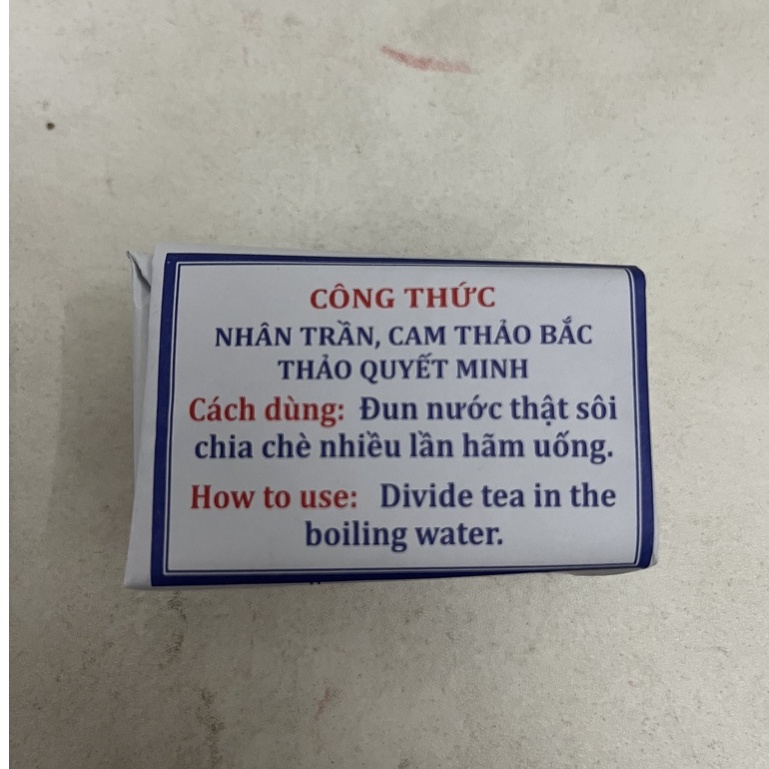 CÔNG THỨC
NHÂN TRẦN, CAM THẢO BẮC
THẢO QUYẾT MINH
Cách dùng: Đun nước thật sôi
chia chè nhiều lần hãm uống.
How to use: Divide tea in the
boiling water.